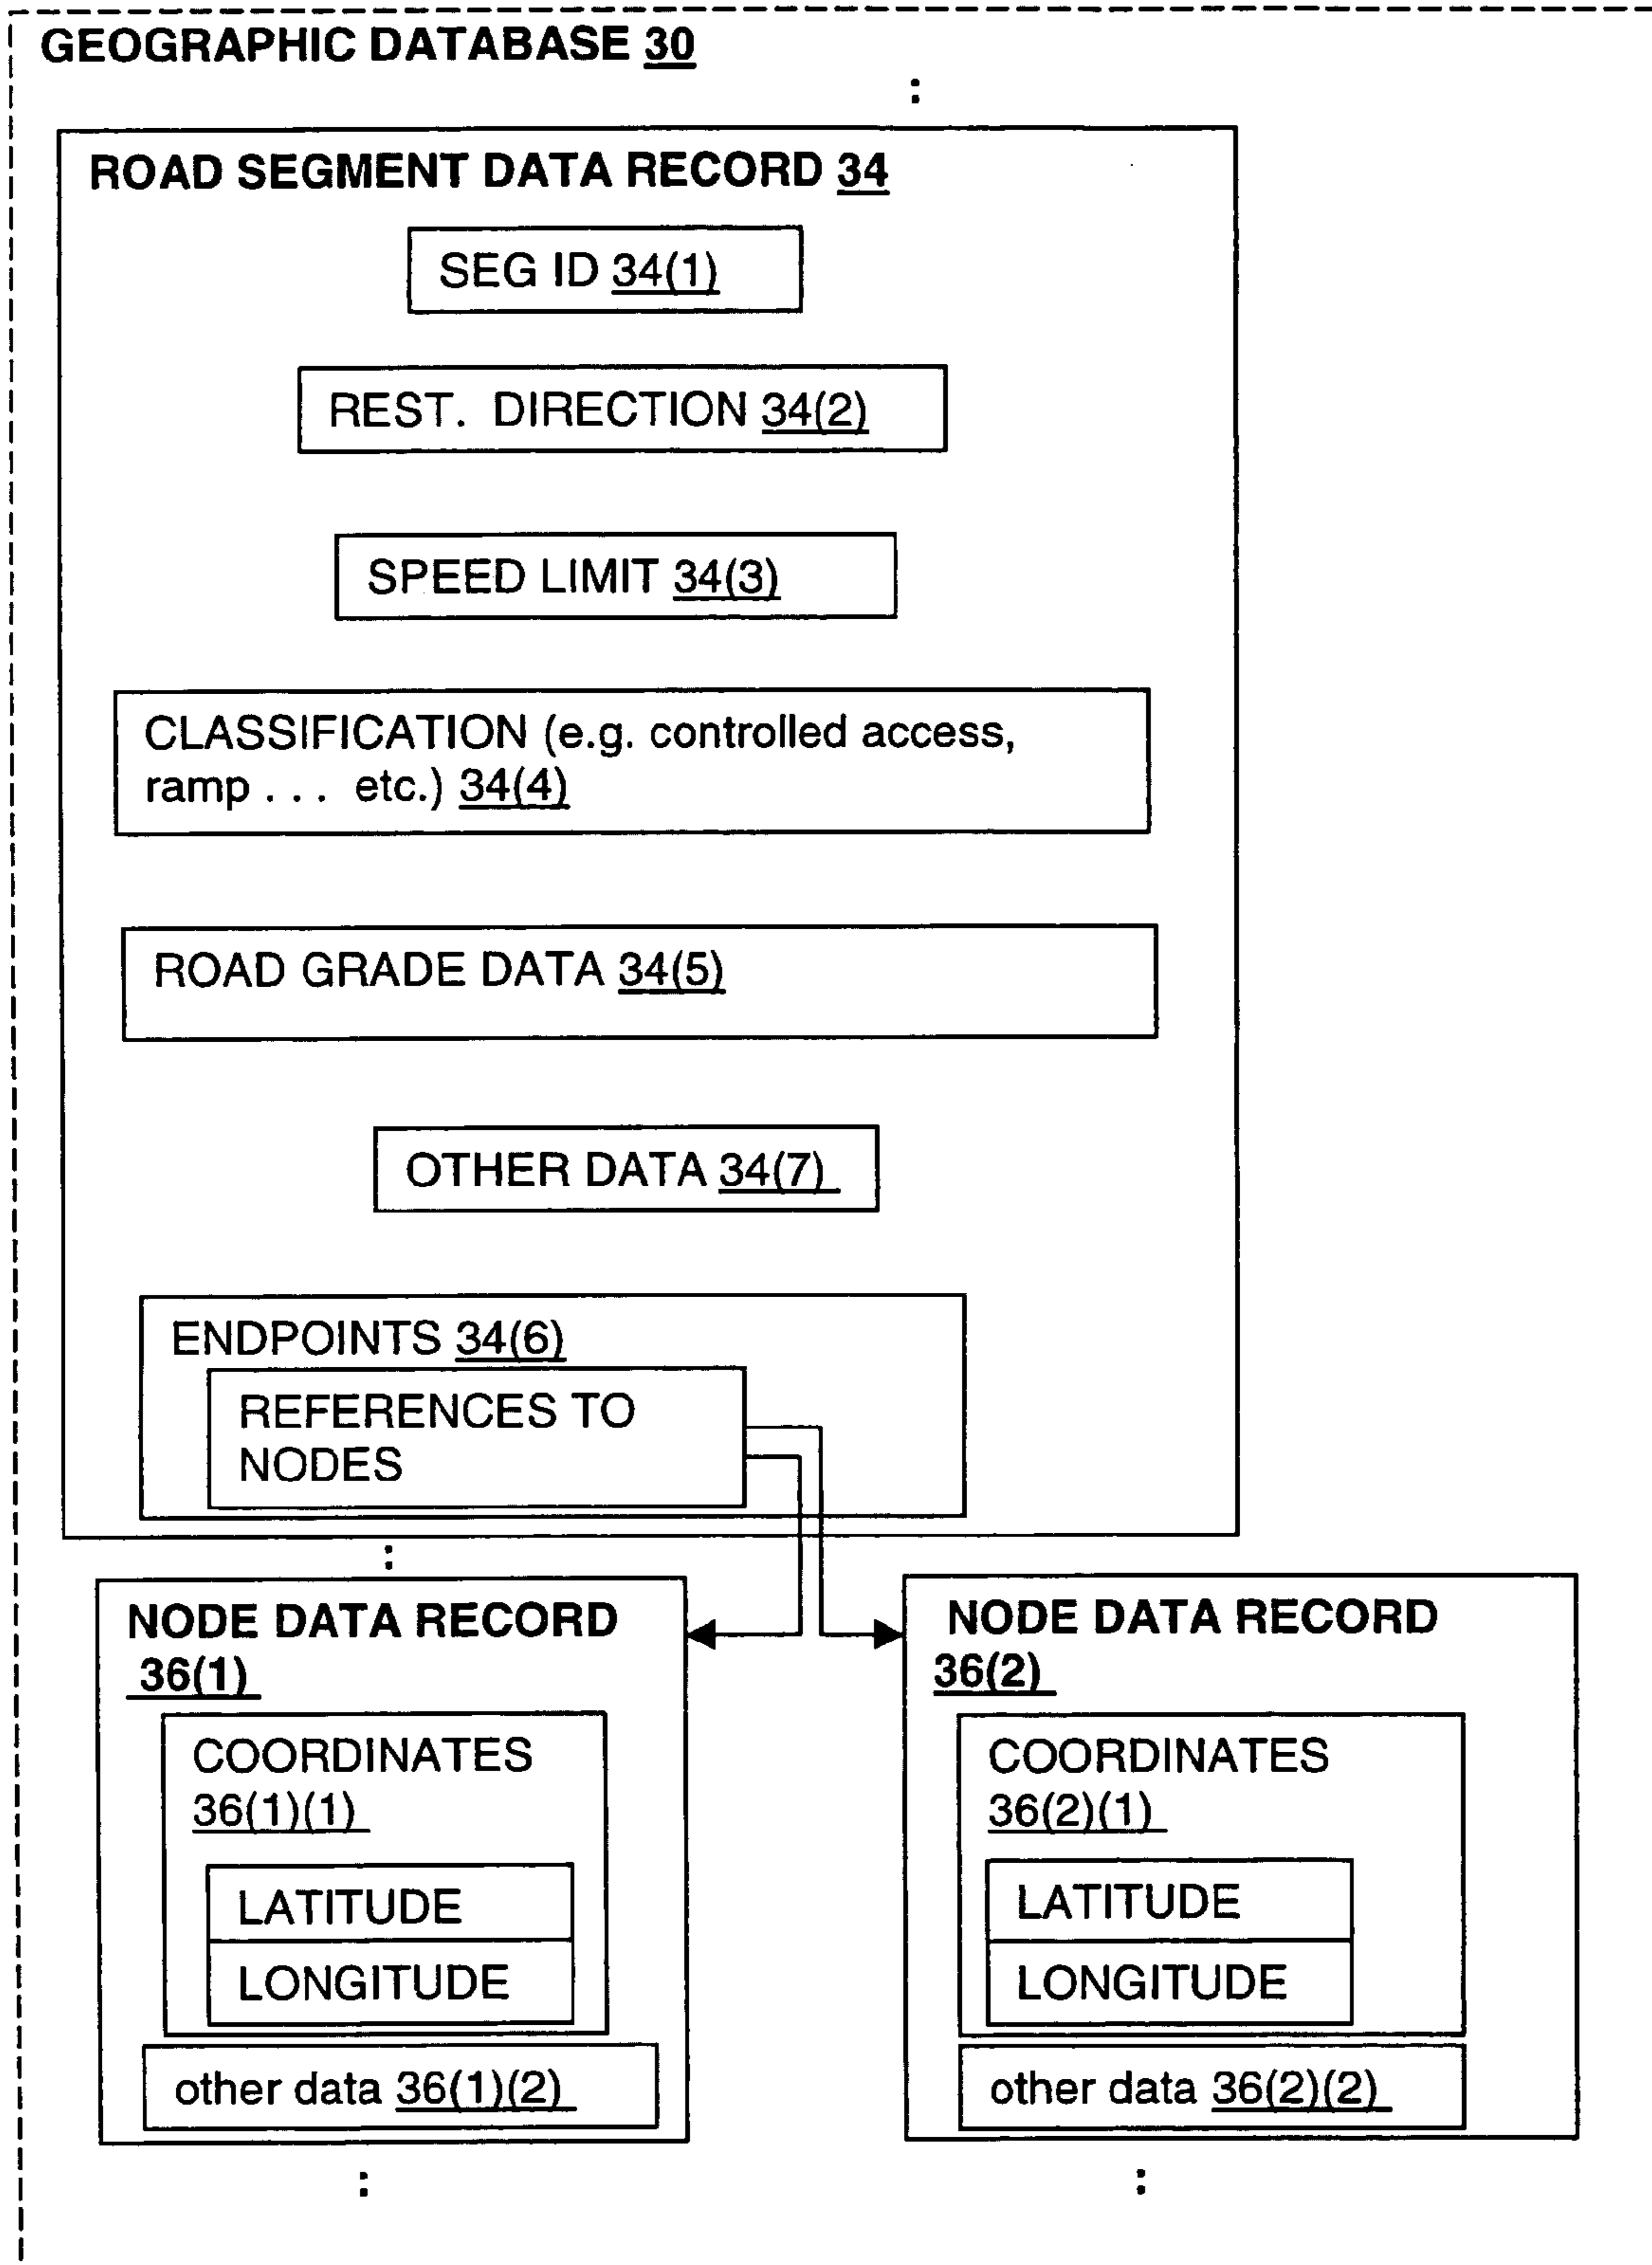 GEOGRAPHIC DATABASE 30
:
ROAD SEGMENT DATA RECORD 34
SEG ID 34(1)
REST. DIRECTION 34(2)
SPEED LIMIT 34(3)
CLASSIFICATION (e.g. controlled access,
ramp . . . etc.) 34(4)
ROAD GRADE DATA 34(5)
OTHER DATA 34(7)
ENDPOINTS 34(6)
REFERENCES TO
NODES
:
NODE DATA RECORD
36(1)
COORDINATES
36(1)(1)
LATITUDE
LONGITUDE
other data 36(1)(2)
:
NODE DATA RECORD
36(2)
COORDINATES
36(2)(1)
LATITUDE
LONGITUDE
other data 36(2)(2)
: